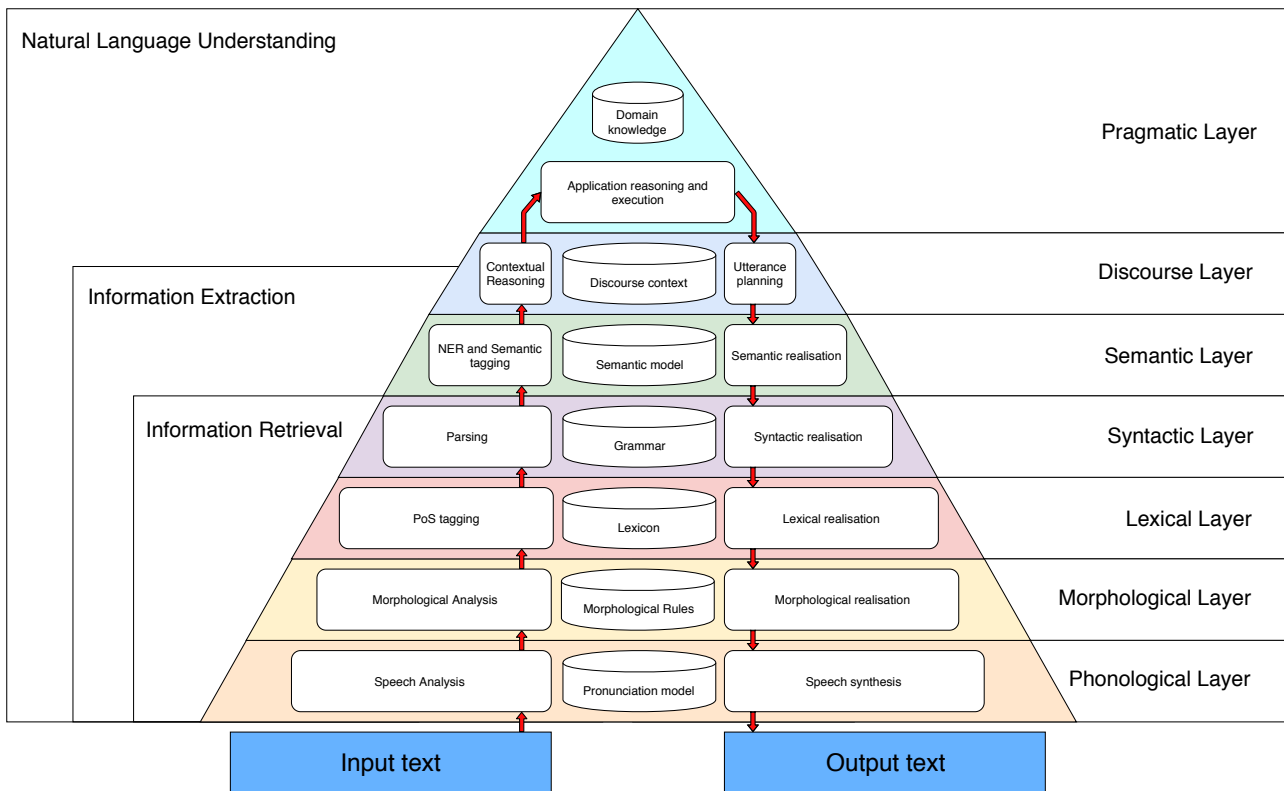 Natural Language Understanding
Domain
knowledge
Pragmatic Layer
Application reasoning and
execution
Contextual
Reasoning
Discourse context
Utterance
planning
Discourse Layer
Information Extraction
NER and Semantic
tagging
Semantic model
Semantic realisation
Semantic Layer
Information Retrieval
Parsing
Grammar
Syntactic realisation
Syntactic Layer
PoS tagging
Lexicon
Lexical realisation
Lexical Layer
Morphological Analysis
Morphological Rules
Morphological realisation
Morphological Layer
Speech Analysis
Pronunciation model
Speech synthesis
Phonological Layer
Input text
Output text